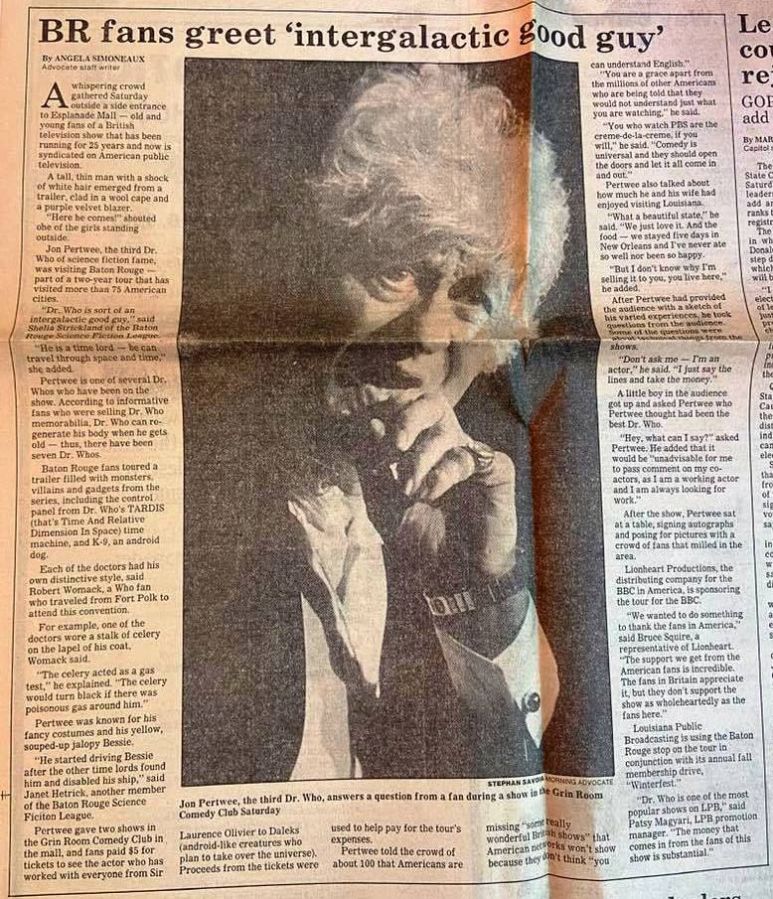 BR fans greet 'intergalactic good guy'
By ANGELA SIMONEAUX
Advocate staff writer
A whispering crowd
gathered Saturday
outside a side entrance
to Esplanade Mall — old and
young fans of a British
television show that has been
running for 25 years and now is
syndicated on American public
television.
A tall, thin man with a shock
of white hair emerged from a
trailer, clad in a wool cape and
a purple velvet blazer.
"Here he comes!" shouted
one of the girls standing
outside.
Jon Pertwee, the third Dr.
Who of science fiction fame,
was visiting Baton Rouge —
part of a two-year tour that has
visited more than 75 American
cities.
"Dr. Who is sort of an
intergalactic good guy," said
Shelia Strickland of the Baton
Rouge Science Fiction League.
"He is a time lord — he can
travel through space and time,"
she added.
Pertwee is one of several Dr.
Whos who have been on the
show. According to informative
fans who were selling Dr. Who
memorabilia, Dr. Who can re-
generate his body when he gets
old — thus, there have been
seven Dr. Whos.
Baton Rouge fans toured a
trailer filled with monsters,
villains and gadgets from the
series, including the control
panel from Dr. Who's TARDIS
(that's Time And Relative
Dimension In Space) time
machine, and K-9, an android
dog.
Each of the doctors had his
own distinctive style, said
Robert Womack, a Who fan
who traveled from Fort Polk to
attend this convention.
For example, one of the
doctors wore a stalk of celery
on the lapel of his coat,
Womack said.
"The celery acted as a gas
test," he explained. "The celery
would turn black if there was
poisonous gas around him."
Pertwee was known for his
fancy costumes and his yellow,
souped-up jalopy Bessie.
"He started driving Bessie
after the other time lords found
him and disabled his ship," said
Janet Hetrick, another member
of the Baton Rouge Science
Ficiton League.
Pertwee gave two shows in
the Grin Room Comedy Club in
the mall, and fans paid $5 for
tickets to see the actor who has
worked with everyone from Sir
STEPHAN SAVOIA MORNING ADVOCATE
Jon Pertwee, the third Dr. Who, answers a question from a fan during a show in the Grin Room
Comedy Club Saturday
Laurence Olivier to Daleks
(android-like creatures who
plan to take over the universe).
Proceeds from the tickets were
used to help pay for the tour's
expenses.
Pertwee told the crowd of
about 100 that Americans are
missing "some really
wonderful British shows" that
American networks won't show
because they don't think "you
can understand English."
"You are a grace apart from
the millions of other Americans
who are being told that they
would not understand just what
you are watching," he said.
"You who watch PBS are the
creme-de-la-creme, if you
will," he said. "Comedy is
universal and they should open
the doors and let it all come in
and out."
Pertwee also talked about
how much he and his wife had
enjoyed visiting Louisiana.
"What a beautiful state," he
said. "We just love it. And the
food — we stayed five days in
New Orleans and I've never ate
so well nor been so happy.
"But I don't know why I'm
selling it to you, you live here,"
he added.
After Pertwee had provided
the audience with a sketch of
his varied experiences, he took
questions from the audience.
Some of the questions were
about technical things from the
shows.
"Don't ask me — I'm an
actor," he said. "I just say the
lines and take the money."
A little boy in the audience
got up and asked Pertwee who
Pertwee thought had been the
best Dr. Who.
"Hey, what can I say?" asked
Pertwee. He added that it
would be "unadvisable for me
to pass comment on my co-
actors, as I am a working actor
and I am always looking for
work."
After the show, Pertwee sat
at a table, signing autographs
and posing for pictures with a
crowd of fans that milled in the
area.
Lionheart Productions, the
distributing company for the
BBC in America, is sponsoring
the tour for the BBC.
"We wanted to do something
to thank the fans in America,"
said Bruce Squire, a
representative of Lionheart.
"The support we get from the
American fans is incredible.
The fans in Britain appreciate
it, but they don't support the
show as wholeheartedly as the
fans here."
Louisiana Public
Broadcasting is using the Baton
Rouge stop on the tour in
conjunction with its annual fall
membership drive,
"Winterfest."
"Dr. Who is one of the most
popular shows on LPB," said
Patsy Magyari, LPB promotion
manager. "The money that
comes in from the fans of this
show is substantial."